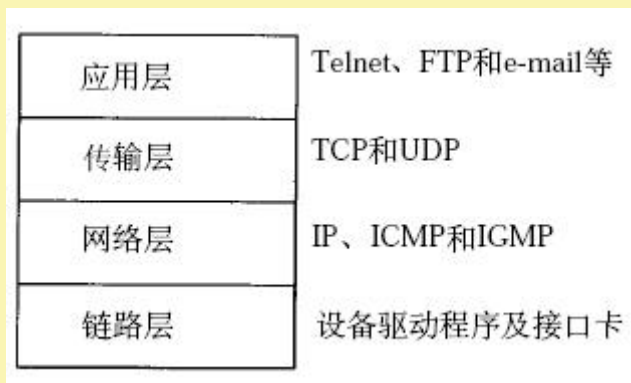 应用层 Telnet、FTP和e-mail等
传输层 TCP和UDP
网络层 IP、ICMP和IGMP
链路层 设备驱动程序及接口卡